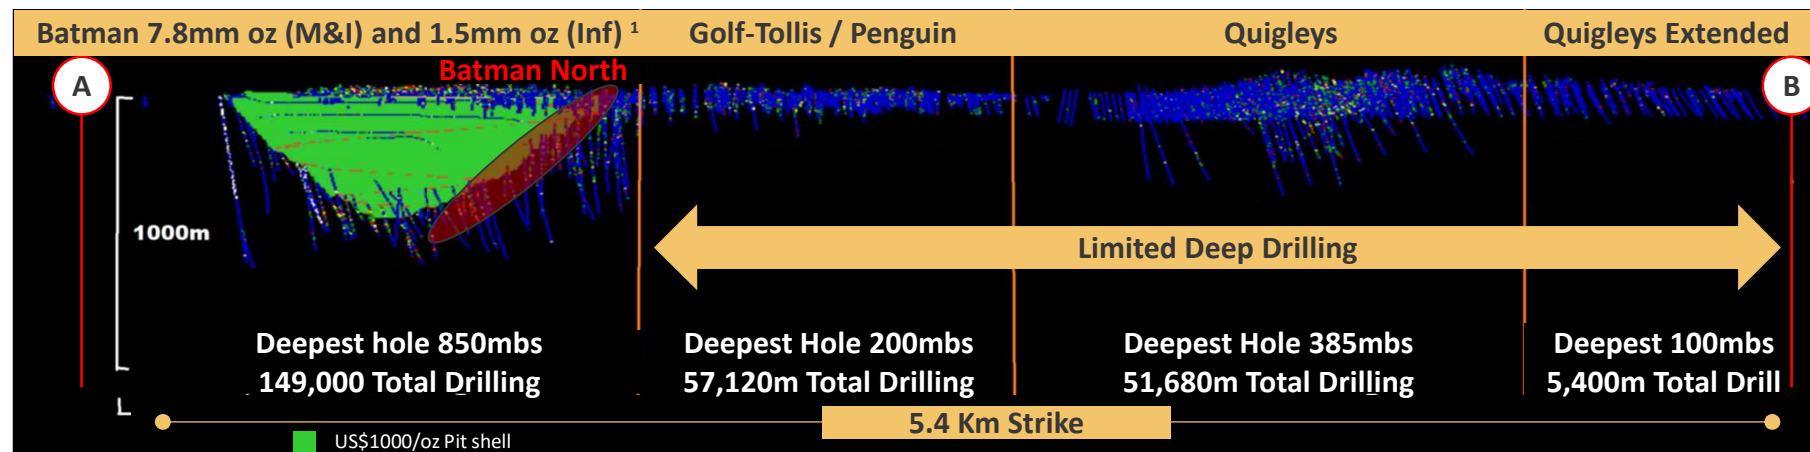 Batman 7.8mm oz (M&I) and 1.5mm oz (Inf) 1
Golf-Tollis / Penguin
Quigleys
Quigleys Extended
A
Batman North
B
1000m
Limited Deep Drilling
Deepest hole 850mbs
149,000 Total Drilling
Deepest Hole 200mbs
57,120m Total Drilling
Deepest Hole 385mbs
51,680m Total Drilling
Deepest 100mbs
5,400m Total Drill
5.4 Km Strike
US$1000/oz Pit shell